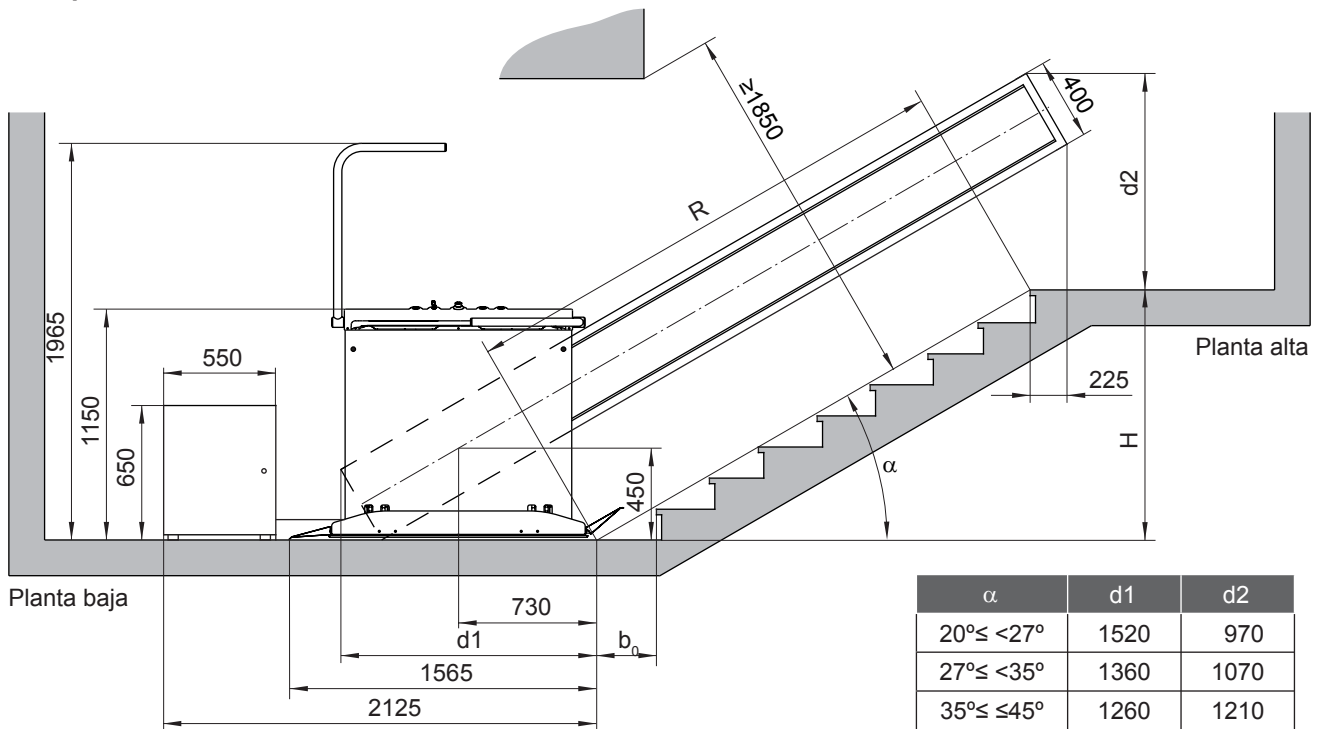 ≥1850
400
R
d2
1965
1150
550
650
450
α
225
H
Planta alta
Planta baja
730
d1
b₀
1565
2125
α d1 d2
20º≤ <27º 1520 970
27º≤ <35º 1360 1070
35º≤ ≤45º 1260 1210